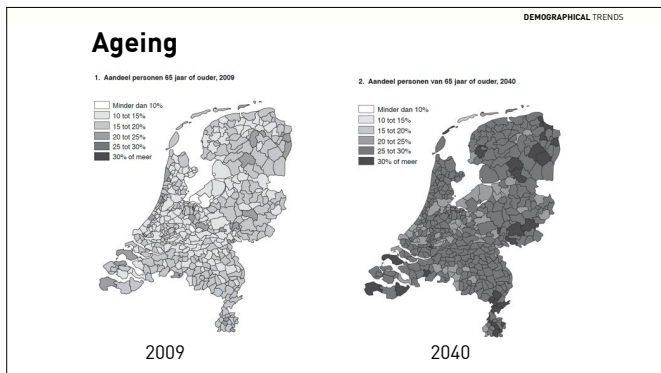 DEMOGRAPHICAL TRENDS
Ageing
1. Aandeel personen 65 jaar of ouder, 2009
Minder dan 10%
10 tot 15%
15 tot 20%
20 tot 25%
25 tot 30%
30% of meer
2009
2. Aandeel personen van 65 jaar of ouder, 2040
Minder dan 10%
10 tot 15%
15 tot 20%
20 tot 25%
25 tot 30%
30% of meer
2040